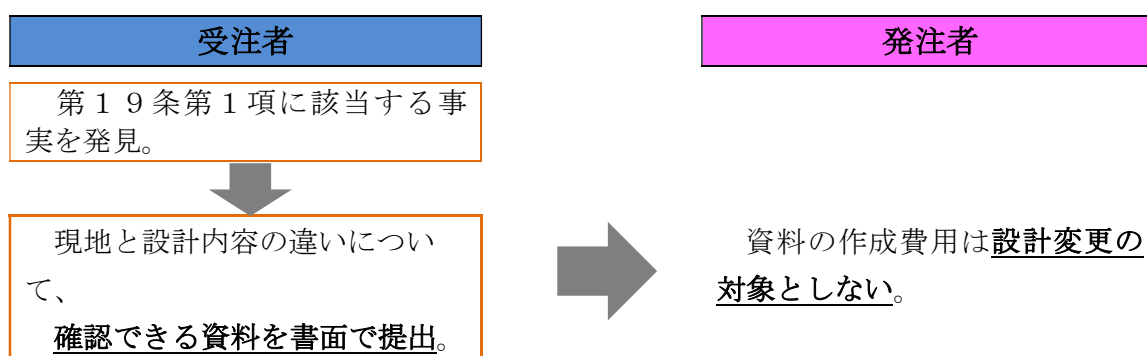 受注者
発注者
第１９条第１項に該当する事
実を発見。
現地と設計内容の違いについ
て、
確認できる資料を書面で提出。
資料の作成費用は設計変更の
対象としない。